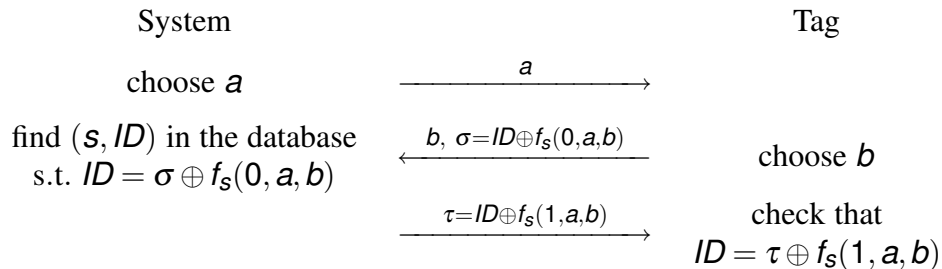 System Tag
choose a a
find (s, ID) in the database b, σ=ID⊕f_s(0,a,b) choose b
s.t. ID = σ ⊕ f_s(0, a, b)
τ=ID⊕f_s(1,a,b) check that
ID = τ ⊕ f_s(1, a, b)